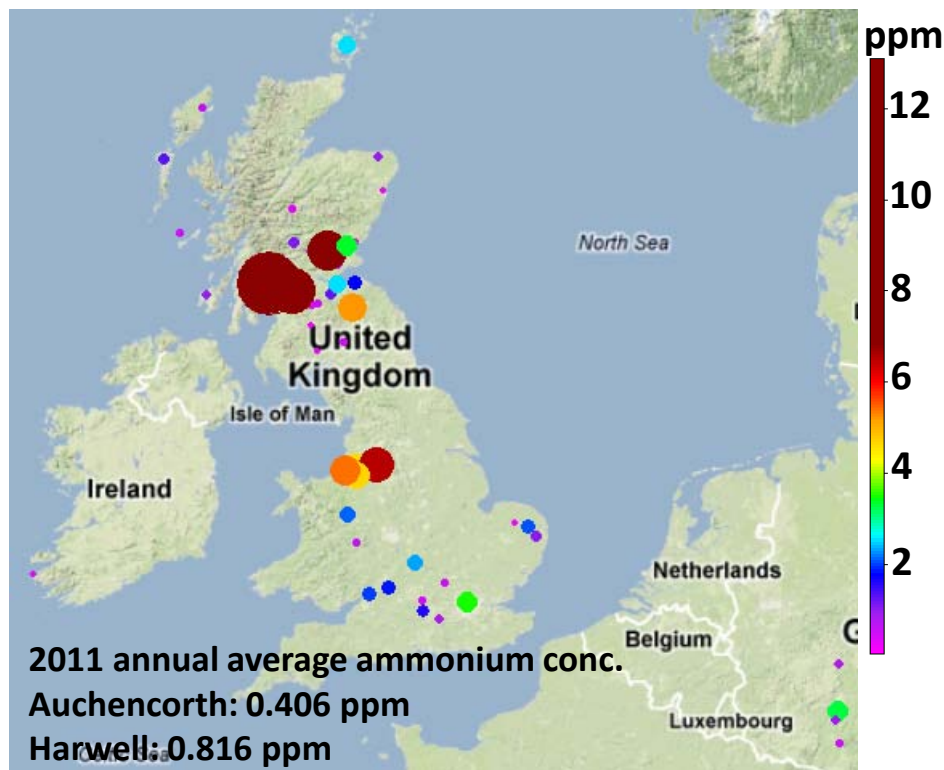 ppm
12
10
8
6
4
2
North Sea
United
Kingdom
Isle of Man
Ireland
Netherlands
Belgium
G
Luxembourg
2011 annual average ammonium conc.
Auchencorth: 0.406 ppm
Harwell: 0.816 ppm